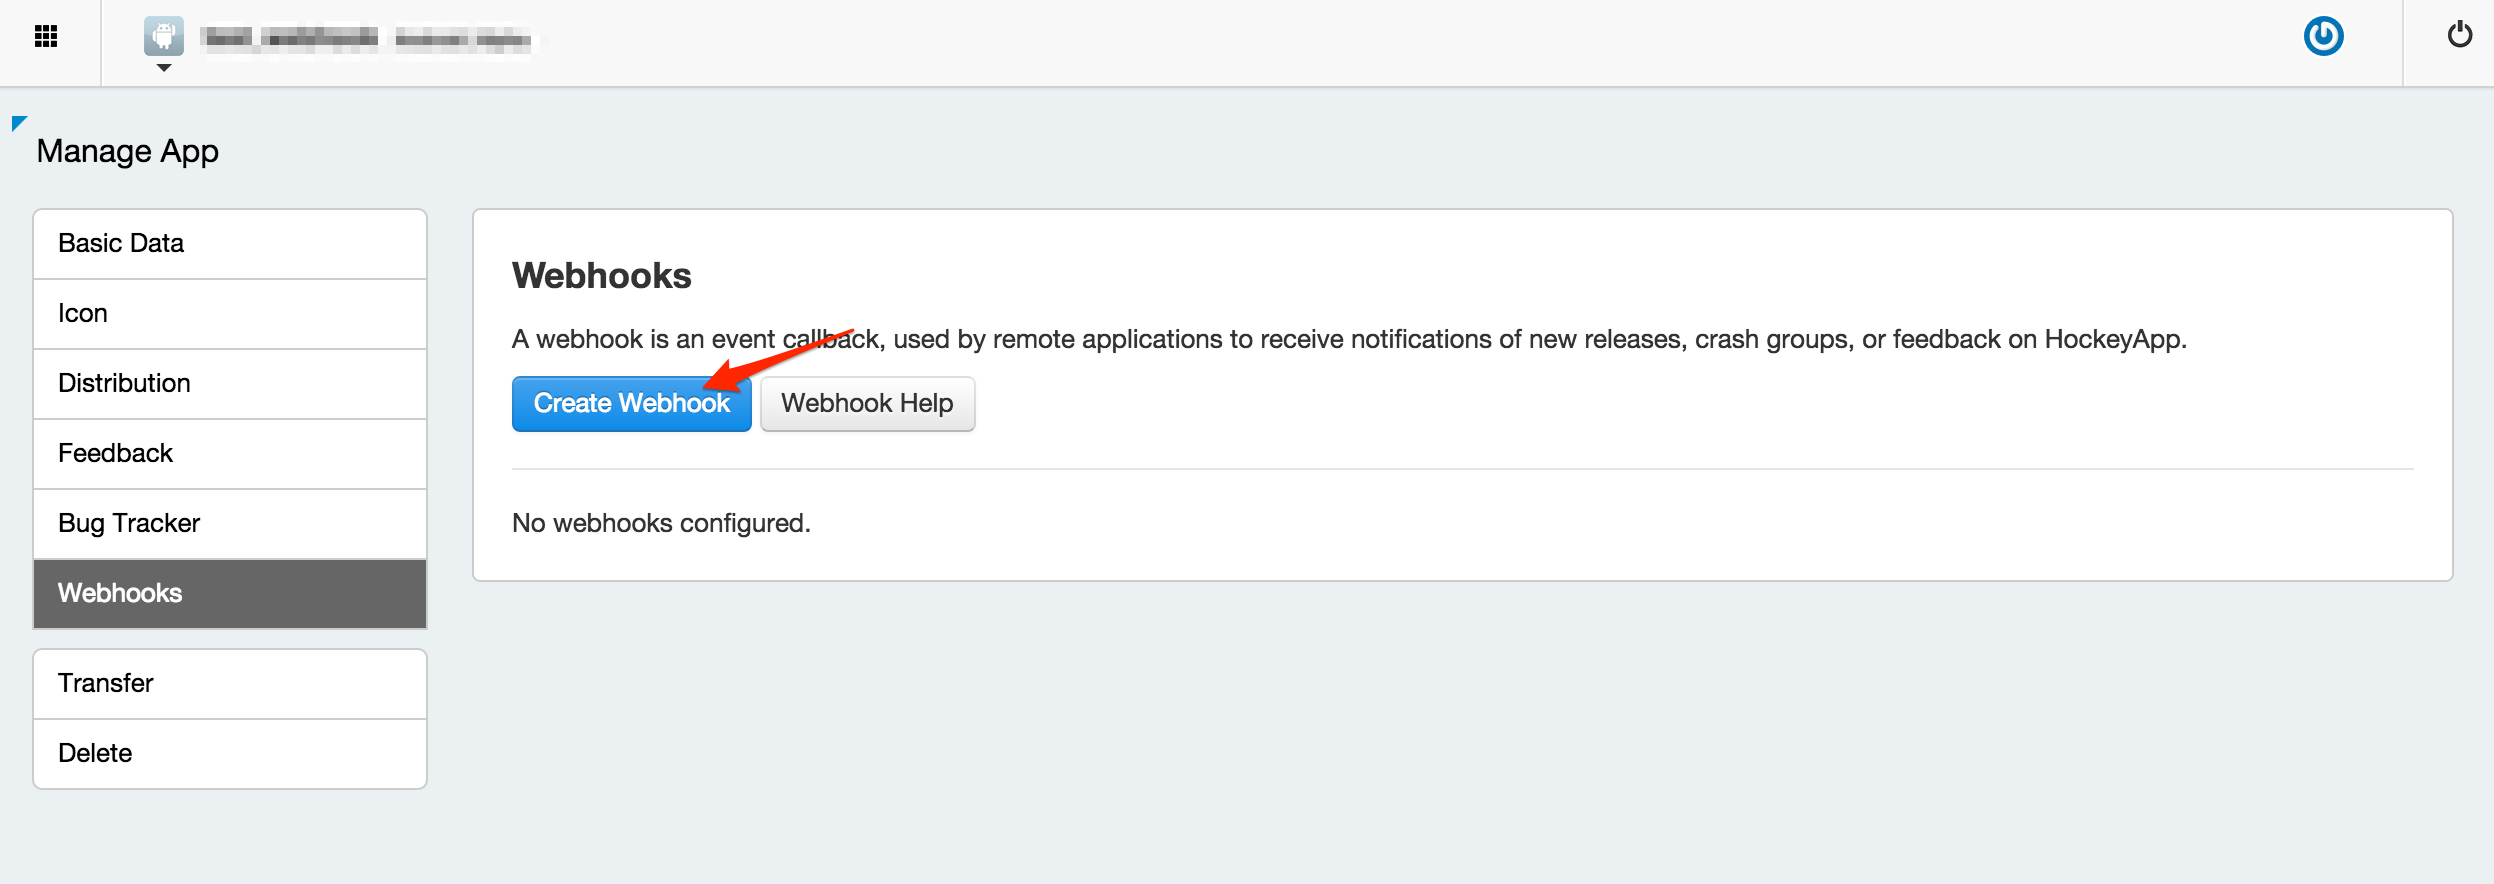 Manage App
Basic Data
Icon
Distribution
Feedback
Bug Tracker
Webhooks
Transfer
Delete
Webhooks
A webhook is an event callback, used by remote applications to receive notifications of new releases, crash groups, or feedback on HockeyApp.
Create Webhook
Webhook Help
No webhooks configured.